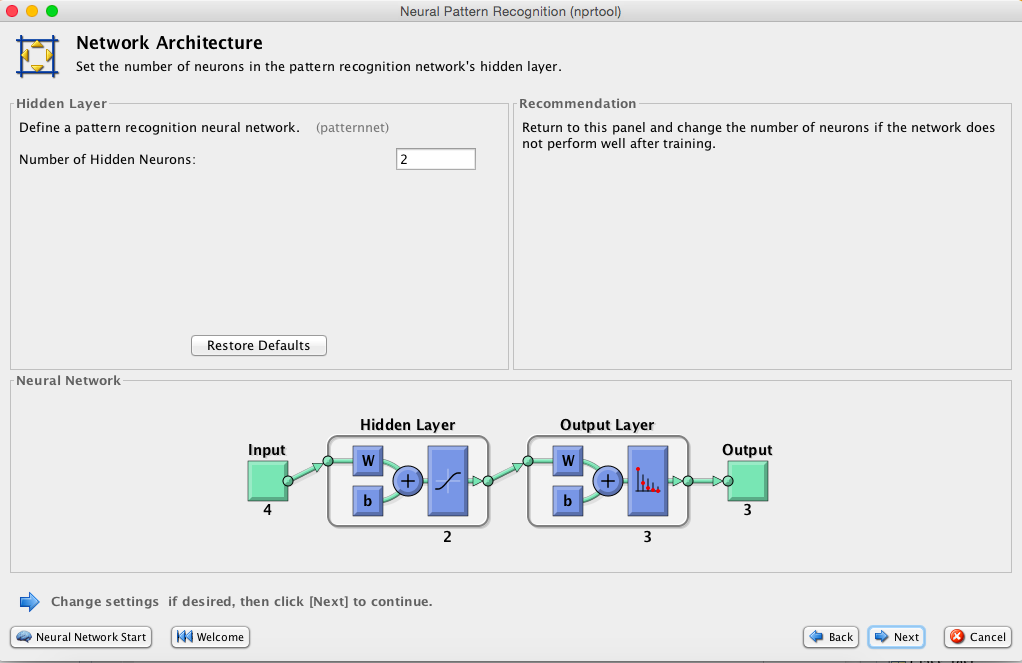 Neural Pattern Recognition (nprtool)
Network Architecture
Set the number of neurons in the pattern recognition network's hidden layer.
Hidden Layer
Define a pattern recognition neural network. (patternnet)
Number of Hidden Neurons: 2
Restore Defaults
Recommendation
Return to this panel and change the number of neurons if the network does
not perform well after training.
Neural Network
Hidden Layer Output Layer
Input Output
W W
b b
4 3
2 3
Change settings if desired, then click [Next] to continue.
Neural Network Start Welcome Back Next Cancel